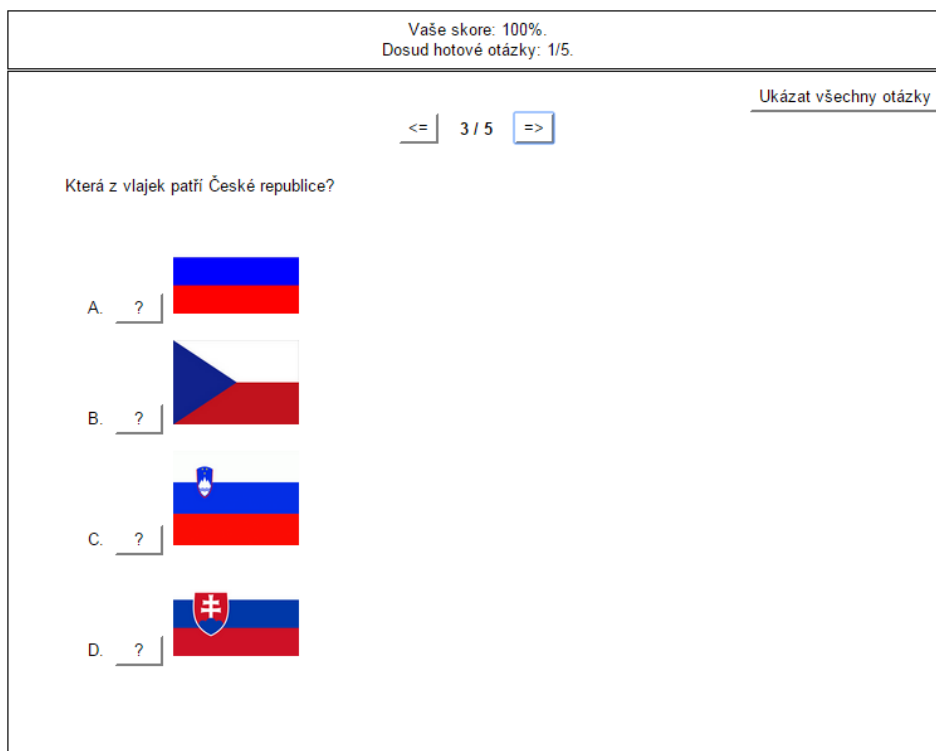 Vaše skore: 100%.
Dosud hotové otázky: 1/5.
Ukázat všechny otázky
<= 3 / 5 =>
Která z vlajek patří České republice?
A. ?
B. ?
C. ?
D. ?